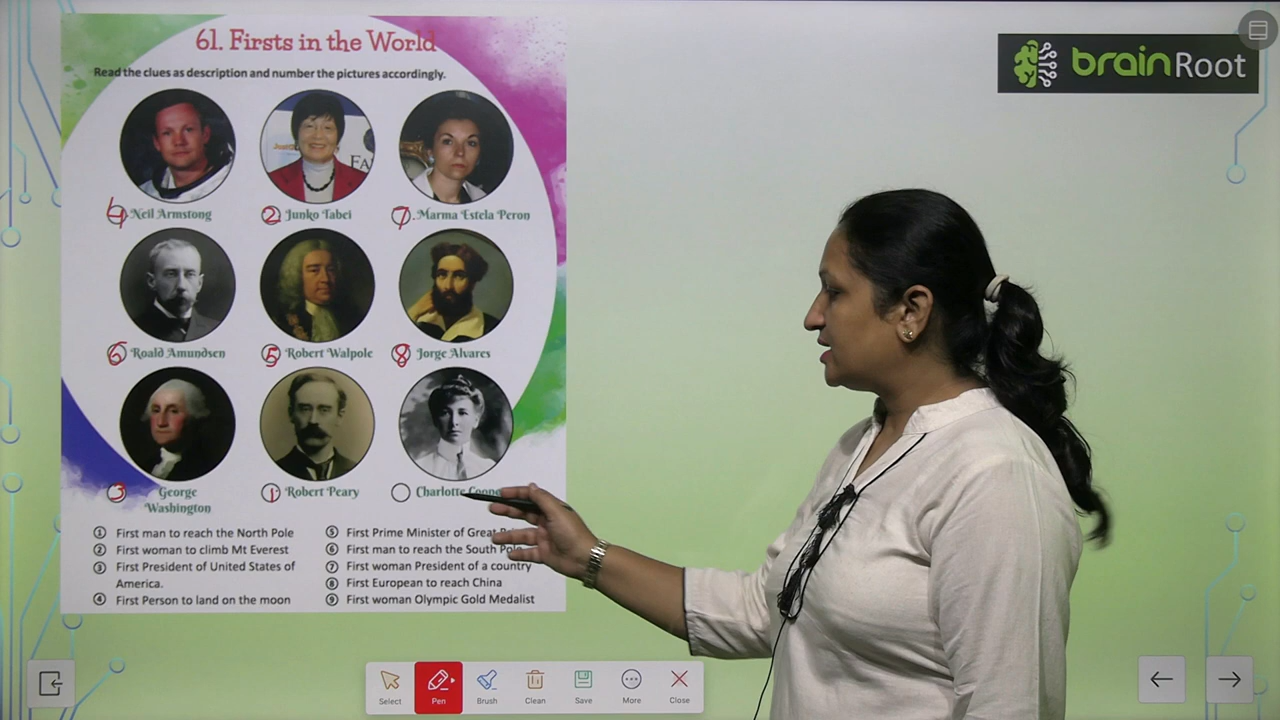 61. Firsts in the World
brainRoot
Read the clues as description and number the pictures accordingly.
FA
4 Neil Armstong
2 Junko Tabei
7. Marma Estela Peron
6 Roald Amundsen
5 Robert Walpole
8 Jorge Alvares
3 George
Washington
1 Robert Peary
Charlotte Coope
① First man to reach the North Pole
② First woman to climb Mt Everest
③ First President of United States of
America.
④ First Person to land on the moon
⑤ First Prime Minister of Great
⑥ First man to reach the South Pole
⑦ First woman President of a country
⑧ First European to reach China
⑨ First woman Olympic Gold Medalist
Select
Pen
Brush
Clean
Save
More
Close